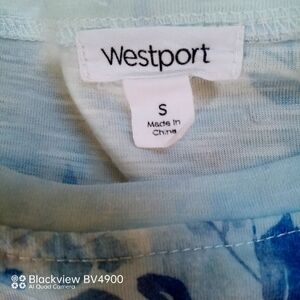 Westport
S
Made In
China
Blackview BV4900
AI Quad Camera